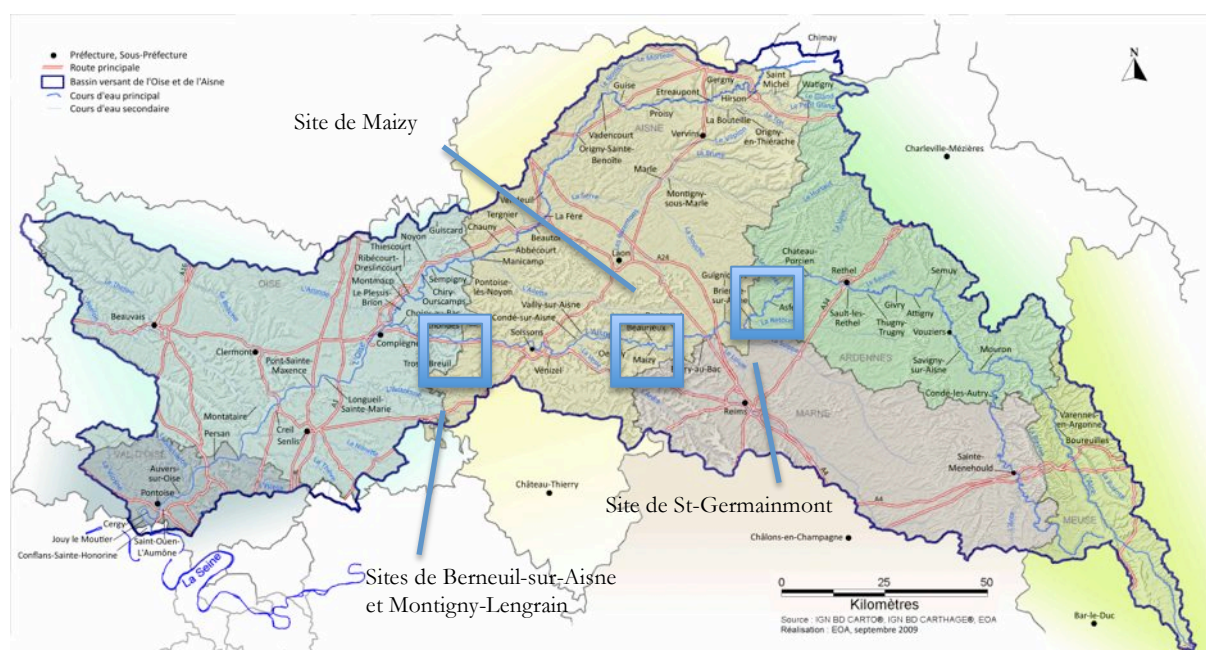 Préfecture, Sous-Préfecture
Route principale
Bassin versant de l'Oise et de l'Aisne
Cours d'eau principal
Cours d'eau secondaire
N
Chimay
Saint
Michel
Watigny
Guise
Gergny
Etreaupont
Hirson
Proisy
La Bouteille
Vervins
Origny-
en-Thiérache
Vadencourt
Origny-Sainte-
Benoîte
AISNE
Marle
Montigny-
sous-Marle
Charleville-Mézières
Site de Maizy
La Fère
Tergnier
Chauny
Beautor
Abbécourt
Manicamp
Guiscard
Noyon
Thiescourt
Ribécourt-
Dreslincourt
Montmacq
Le-Plessis-
Brion
Sempigny
Chiry-
Ourscamps
Pontoise-
lès-Noyon
Laon
A26
Château-
Porcien
Rethel
Semuy
Givry
Attigny
Sault-lès-
Rethel
Thugny-
Trugny
Vouziers
Mouron
Savigny-
sur-Aisne
Condé-les-Autry
ARDENNES
OISE
Beauvais
Clermont
Compiègne
Pont-Sainte-
Maxence
Longueil-
Sainte-Marie
Breuil
Vailly-sur-Aisne
Condé-sur-Aisne
Soissons
Vénizel
Beaurieux
Maizy
Reims
MARNE
Varennes-
en-Argonne
Boureuilles
Sainte-
Menehould
MEUSE
Montataire
Persan
Creil
Senlis
VAL D'OISE
Auvers-
sur-Oise
Pontoise
Cergy
Jouy le Moutier
Conflans-Sainte-Honorine
Saint-Ouen-
L'Aumône
La Seine
Château-Thierry
Site de St-Germainmont
Châlons-en-Champagne
A4
Sites de Berneuil-sur-Aisne
et Montigny-Lengrain
0 25 50
Kilomètres
Source : IGN BD CARTO®, IGN BD CARTHAGE®, EOA
Réalisation : EOA, septembre 2009
Bar-le-Duc